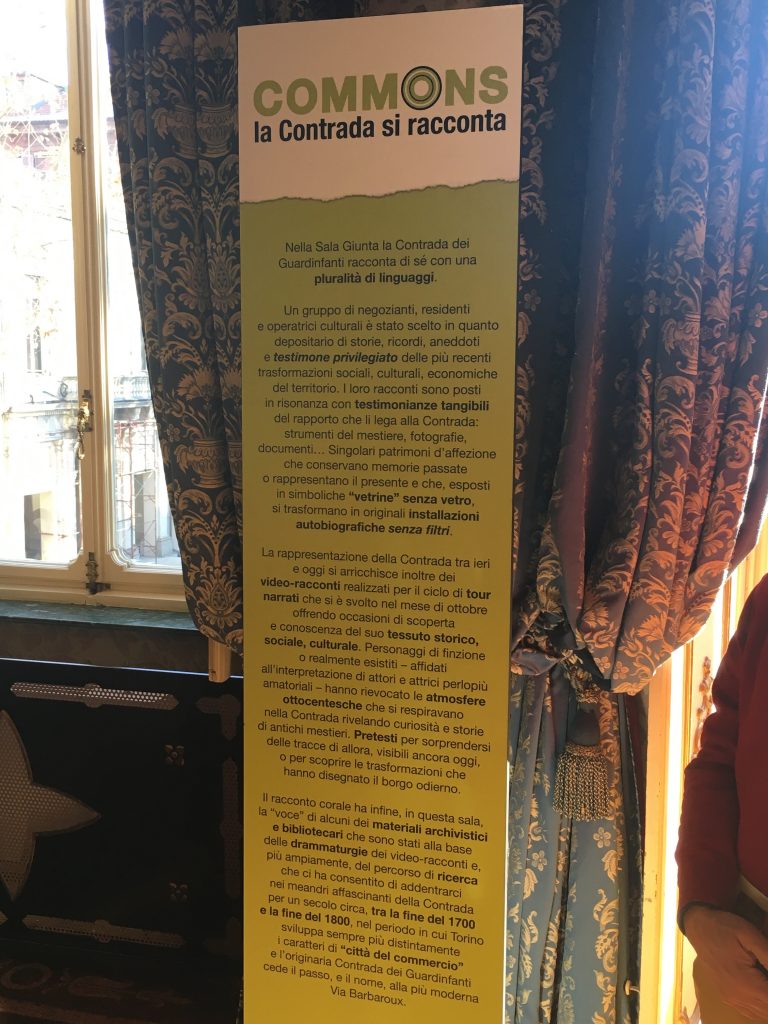 COMMONS
la Contrada si racconta
Nella Sala Giunta la Contrada dei
Guardinfanti racconta di sé con una
pluralità di linguaggi.
Un gruppo di negozianti, residenti
e operatrici culturali è stato scelto in quanto
depositario di storie, ricordi, aneddoti
e testimone privilegiato delle più recenti
trasformazioni sociali, culturali, economiche
del territorio. I loro racconti sono posti
in risonanza con testimonianze tangibili
del rapporto che li lega alla Contrada:
strumenti del mestiere, fotografie,
documenti... Singolari patrimoni d'affezione
che conservano memorie passate
o rappresentano il presente e che, esposti
in simboliche “vetrine” senza vetro,
si trasformano in originali installazioni
autobiografiche senza filtri.
La rappresentazione della Contrada tra ieri
e oggi si arricchisce inoltre dei
video-racconti realizzati per il ciclo di tour
narrati che si è svolto nel mese di ottobre
offrendo occasioni di scoperta
e conoscenza del suo tessuto storico,
sociale, culturale. Personaggi di finzione
o realmente esistiti – affidati
all'interpretazione di attori e attrici perlopiù
amatoriali – hanno rievocato le atmosfere
ottocentesche che si respiravano
nella Contrada rivelando curiosità e storie
di antichi mestieri. Pretesti per sorprendersi
delle tracce di allora, visibili ancora oggi,
o per scoprire le trasformazioni che
hanno disegnato il borgo odierno.
Il racconto corale ha infine, in questa sala,
la “voce” di alcuni dei materiali archivistici
e bibliotecari che sono stati alla base
delle drammaturgie dei video-racconti e,
più ampiamente, del percorso di ricerca
che ci ha consentito di addentrarci
nei meandri affascinanti della Contrada
per un secolo circa, tra la fine del 1700
e la fine del 1800, nel periodo in cui Torino
sviluppa sempre più distintamente
i caratteri di “città del commercio”
e l'originaria Contrada dei Guardinfanti
cede il passo, e il nome, alla più moderna
Via Barbaroux.